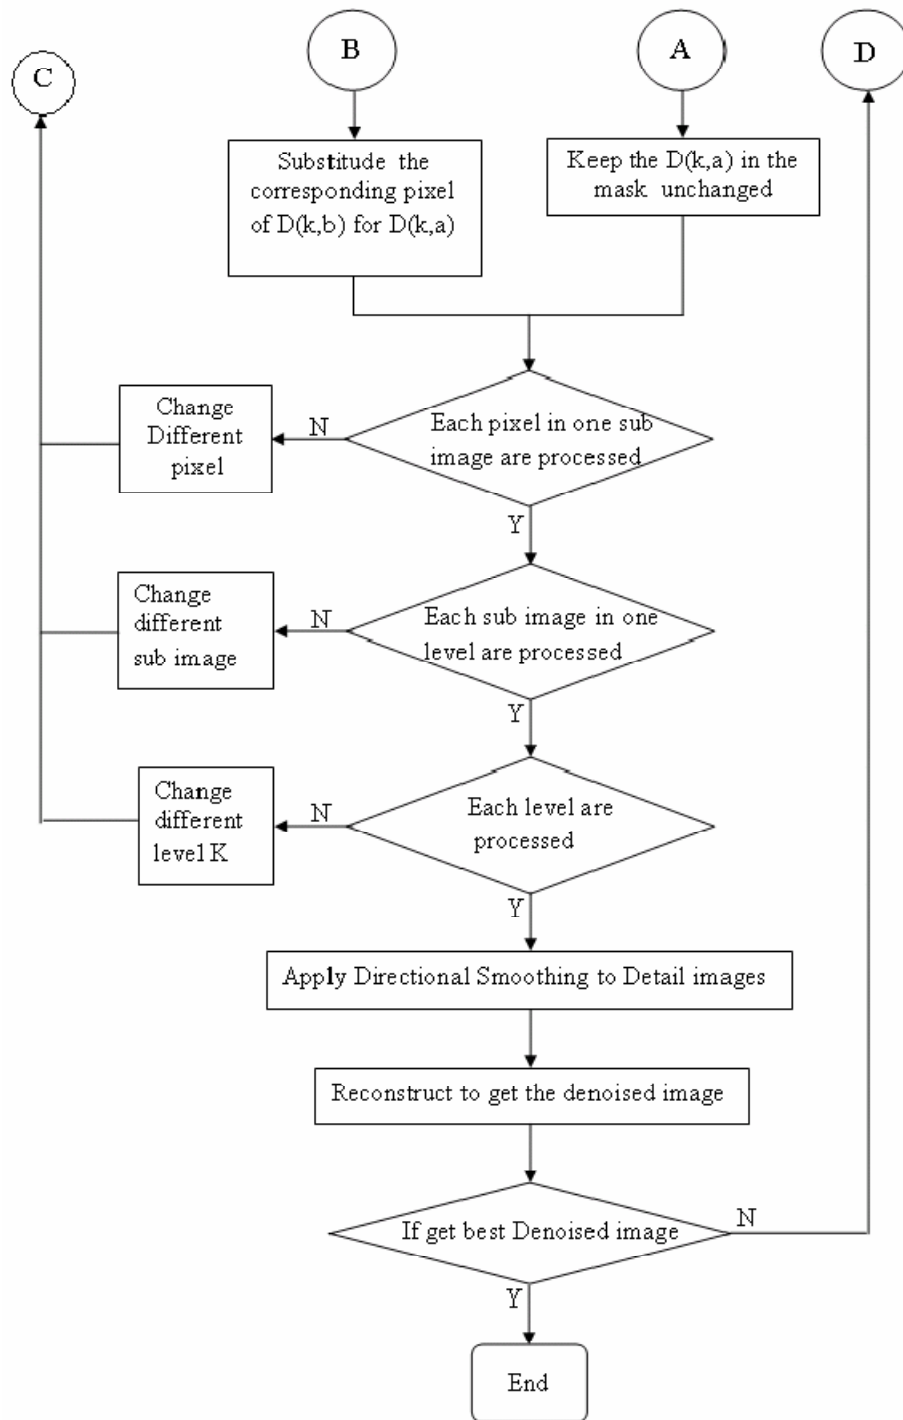 B
A
D
C
Substitude the
corresponding pixel
of D(k,b) for D(k,a)
Keep the D(k,a) in the
mask unchanged
Change
Different
pixel
N
Each pixel in one sub
image are processed
Y
Change
different
sub image
N
Each sub image in one
level are processed
Y
Change
different
level K
N
Each level are
processed
Y
Apply Directional Smoothing to Detail images
Reconstruct to get the denoised image
If get best Denoised image
N
Y
End